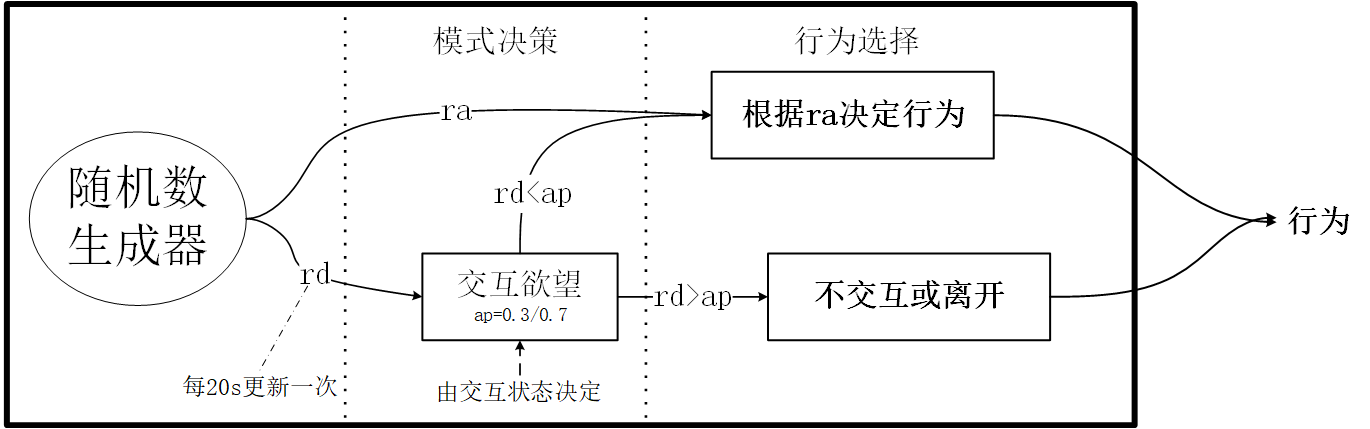 模式决策
行为选择
ra
根据ra决定行为
随机数
生成器
rd<ap
行为
rd
交互欲望
ap=0.3/0.7
rd>ap
不交互或离开
每20s更新一次
由交互状态决定